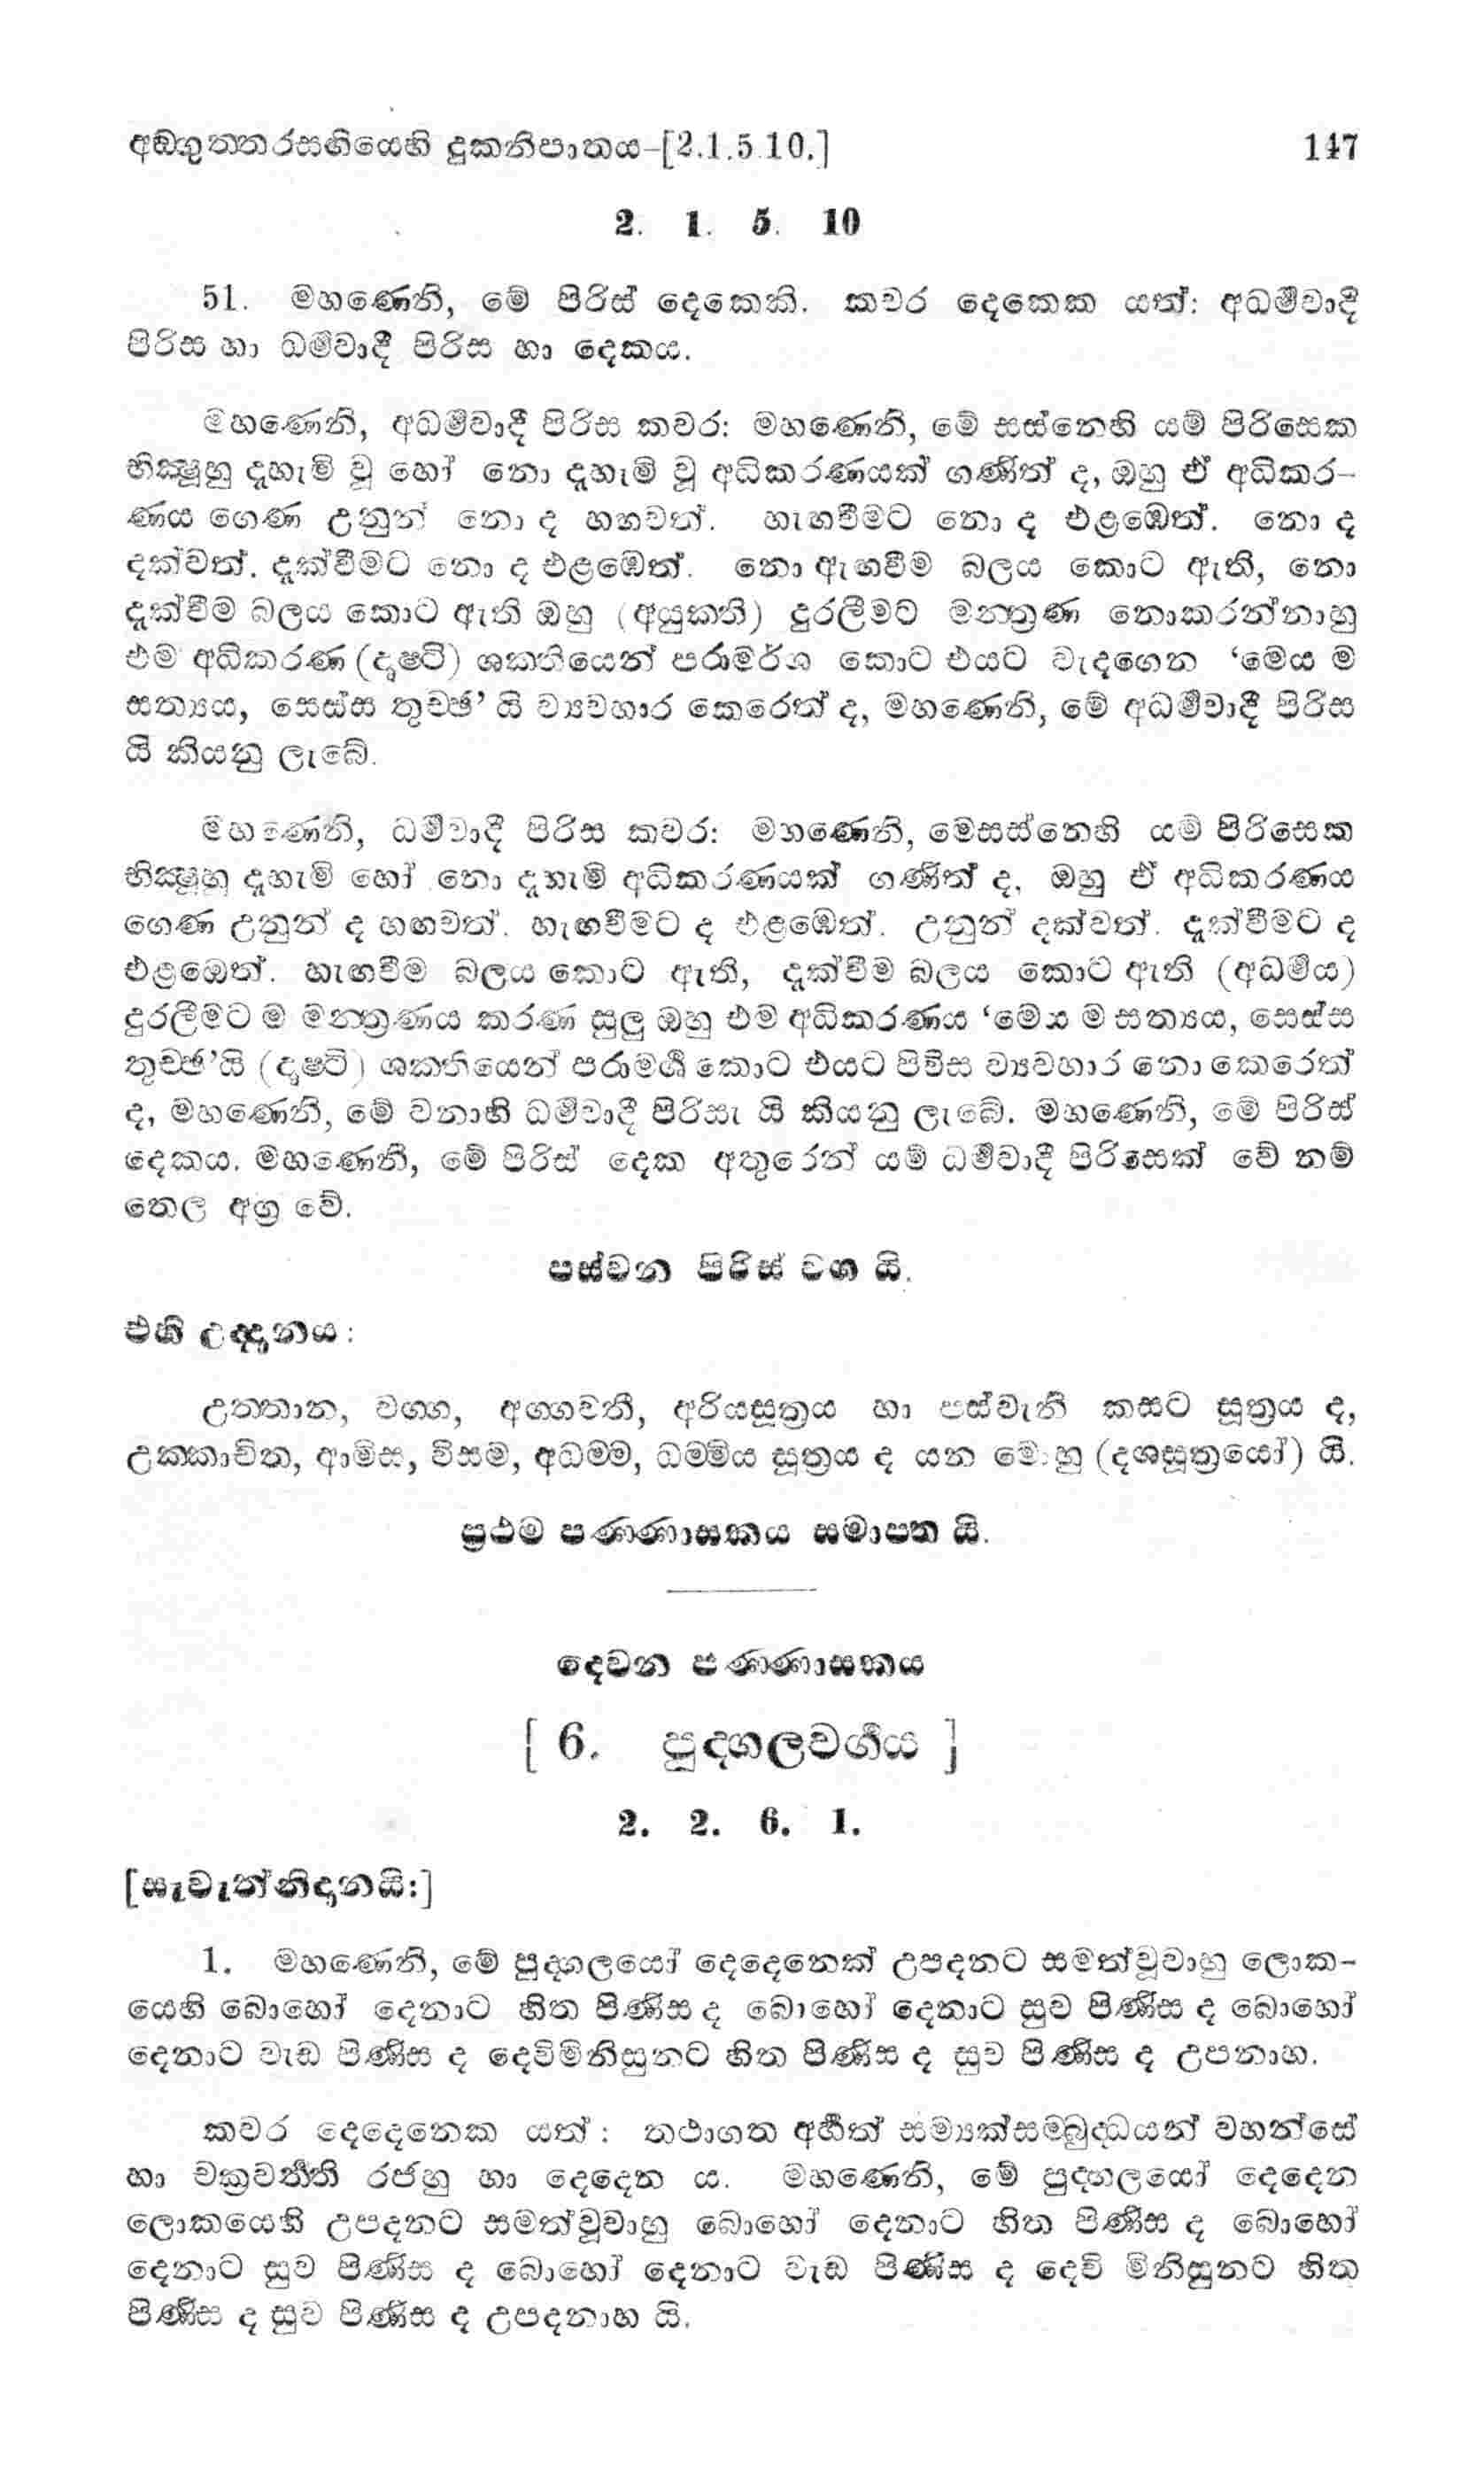 අඞ්ගුත්තරසඟියෙහි දුකනිපාතය-[2.1.5.10.] 147
2. 1. 5. 10
51. මහණෙනි, මේ පිරිස් දෙකෙකි. කවර දෙකෙක යත්: අධර්‍මවාදී
පිරිස හා ධර්‍මවාදී පිරිස හා දෙකය.
මහණෙනි, අධර්‍මවාදී පිරිස කවර: මහණෙනි, මේ සස්නෙහි යම් පිරිසෙක
භික්‍ෂූහු දැහැමි වූ හෝ නො දැහැමි වූ අධිකරණයක් ගණිත් ද, ඔහු ඒ අධිකර-
ණය ගෙණ උනුන් නො ද හඟවත්. හැඟවීමට නො ද එළඹෙත්. නො ද
දක්වත්. දැක්වීමට නො ද එළඹෙත්. නො ඇඟවීම බලය කොට ඇති, නො
දැක්වීම බලය කොට ඇති ඔහු (අයුක්ති) දුරලීමට මන්ත්‍රණ නොකරන්නාහු
එම අධිකරණ (දෘෂ්ටි) ශක්තියෙන් පරාමර්ශ කොට එයට වැදගෙන ‘මෙය ම
සත්‍යය, සෙස්ස තුච්ඡ’ යි ව්‍යවහාර කෙරෙත් ද, මහණෙනි, මේ අධර්‍මවාදී පිරිස
යි කියනු ලැබේ.
මහණෙනි, ධර්‍මවාදී පිරිස කවර: මහණෙනි, මෙසස්නෙහි යම් පිරිසෙක
භික්‍ෂූහු දැහැමි හෝ නො දැහැමි අධිකරණයක් ගණිත් ද, ඔහු ඒ අධිකරණය
ගෙණ උනුන් ද හඟවත්. හැඟවීමට ද එළඹෙත්. උනුන් දක්වත්. දැක්වීමට ද
එළඹෙත්. හැඟවීම බලය කොට ඇති, දැක්වීම බලය කොට ඇති (අධර්‍මය)
දුරලීමට ම මන්ත්‍රණය කරණ සුලු ඔහු එම අධිකරණය ‘මෙය ම සත්‍යය, සෙස්ස
තුච්ඡ’යි (දෘෂ්ටි) ශක්තියෙන් පරාමර්‍ශ කොට එයට පිවිස ව්‍යවහාර නො කෙරෙත්
ද, මහණෙනි, මේ වනාහි ධර්‍මවාදී පිරිසැ යි කියනු ලැබේ. මහණෙනි, මේ පිරිස්
දෙකය. මහණෙනි, මේ පිරිස් දෙක අතුරෙන් යම් ධර්‍මවාදී පිරිසෙක් වේ නම්
තෙල අග්‍ර වේ.
පස්වන පිරිස් වග යි.
එහි උද්දානය:
උත්තාන, වග්ග, අග්ගවතී, අරියසූත්‍රය හා පස්වැනි කසට සූත්‍රය ද,
උක්කාචිත, ආමිස, විසම, අධම්ම, ධම්මිය සූත්‍රය ද යන මොහු (දශසූත්‍රයෝ) යි.
ප්‍රථම පණ්ණාසකය සමාප්ත යි.
දෙවන පණ්ණාසකය
[ 6. පුද්ගලවර්‍ගය ]
2. 2. 6. 1.
[සැවැත්නිදානයි:]
1. මහණෙනි, මේ පුද්ගලයෝ දෙදෙනෙක් උපදනට සමත්වූවාහු ලොක-
යෙහි බොහෝ දෙනාට හිත පිණිස ද බොහෝ දෙනාට සුව පිණිස ද බොහෝ
දෙනාට වැඩ පිණිස ද දෙවිමිනිසුනට හිත පිණිස ද සුව පිණිස ද උපනාහ.
කවර දෙදෙනෙක යත්: තථාගත අර්‍හත් සම්‍යක්සම්බුද්ධයන් වහන්සේ
හා චක්‍රවර්‍තී රජහු හා දෙදෙන ය. මහණෙනි, මේ පුද්ගලයෝ දෙදෙන
ලොකයෙහි උපදනට සමත්වූවාහු බොහෝ දෙනාට හිත පිණිස ද බොහෝ
දෙනාට සුව පිණිස ද බොහෝ දෙනාට වැඩ පිණිස ද දෙවි මිනිසුනට හිත
පිණිස ද සුව පිණිස ද උපදනාහ යි.